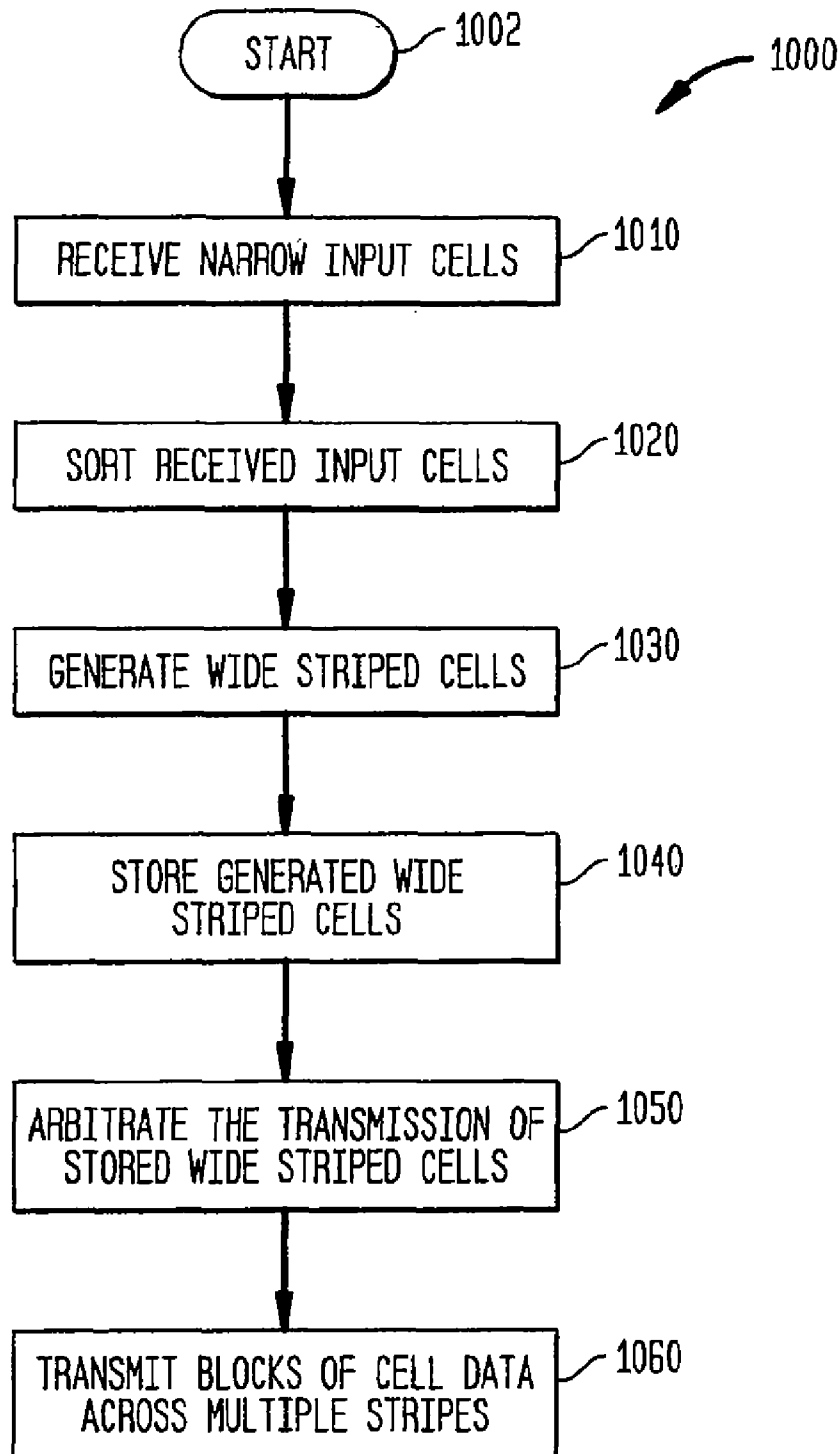 START
1002
1000
RECEIVE NARROW INPUT CELLS
1010
SORT RECEIVED INPUT CELLS
1020
GENERATE WIDE STRIPED CELLS
1030
STORE GENERATED WIDE
STRIPED CELLS
1040
ARBITRATE THE TRANSMISSION OF
STORED WIDE STRIPED CELLS
1050
TRANSMIT BLOCKS OF CELL DATA
ACROSS MULTIPLE STRIPES
1060